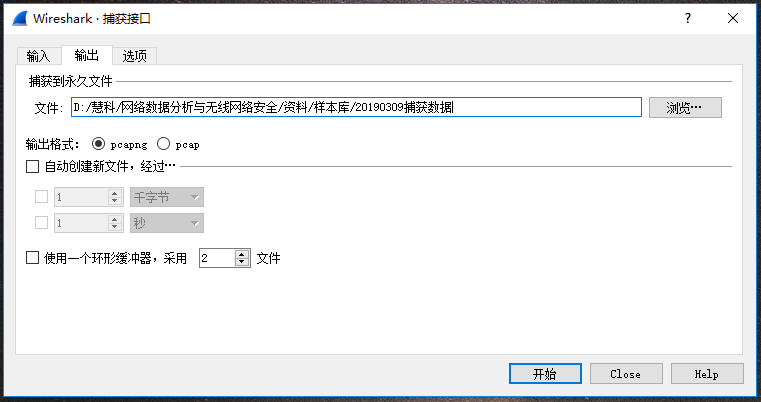 Wireshark · 捕获接口
输入 输出 选项
捕获到永久文件
文件: D:/慧科/网络数据分析与无线网络安全/资料/样本库/20190309捕获数据 浏览…
输出格式: pcapng pcap
自动创建新文件，经过…
1 千字节
1 秒
使用一个环形缓冲器，采用 2 文件
开始 Close Help